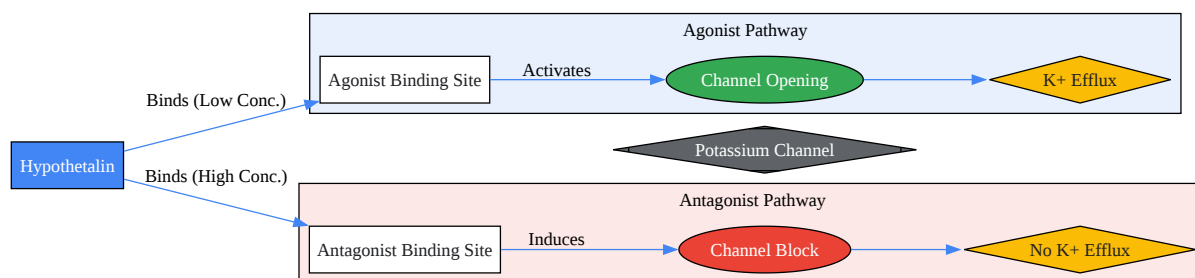 Agonist Pathway
Agonist Binding Site
Activates
Channel Opening
K+ Efflux
Binds (Low Conc.)
Potassium Channel
Hypothetalin
Binds (High Conc.)
Antagonist Pathway
Antagonist Binding Site
Induces
Channel Block
No K+ Efflux